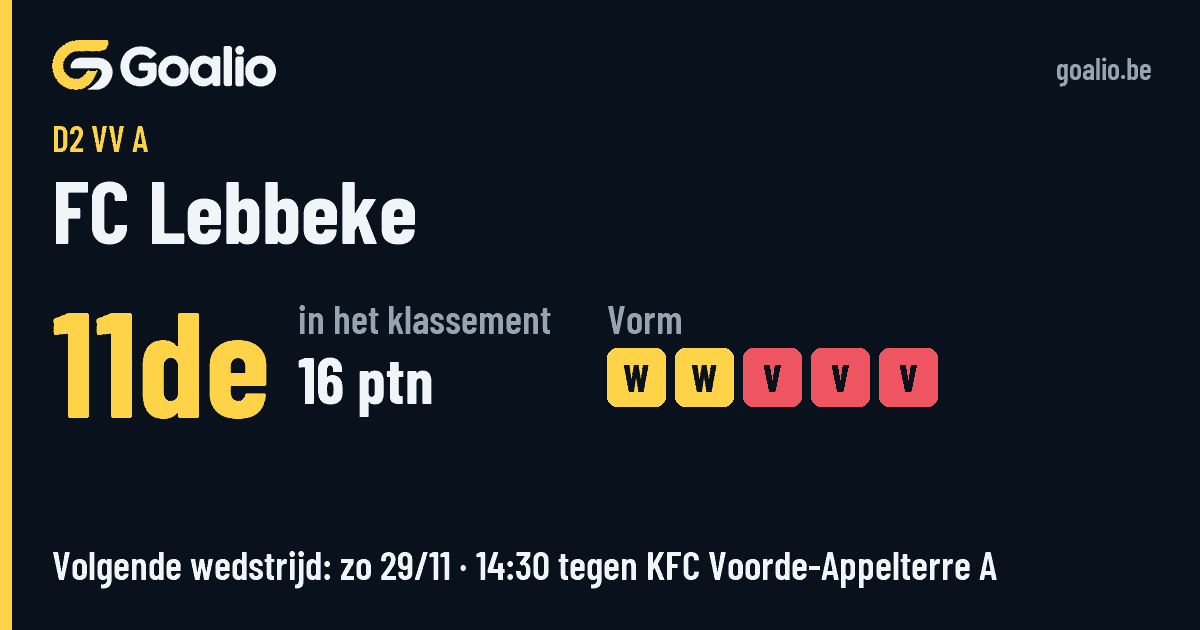 Goalio
goalio.be
D2 VV A
FC Lebbeke
11de
in het klassement
16 ptn
Vorm
W W V V V
Volgende wedstrijd: zo 29/11 · 14:30 tegen KFC Voorde-Appelterre A